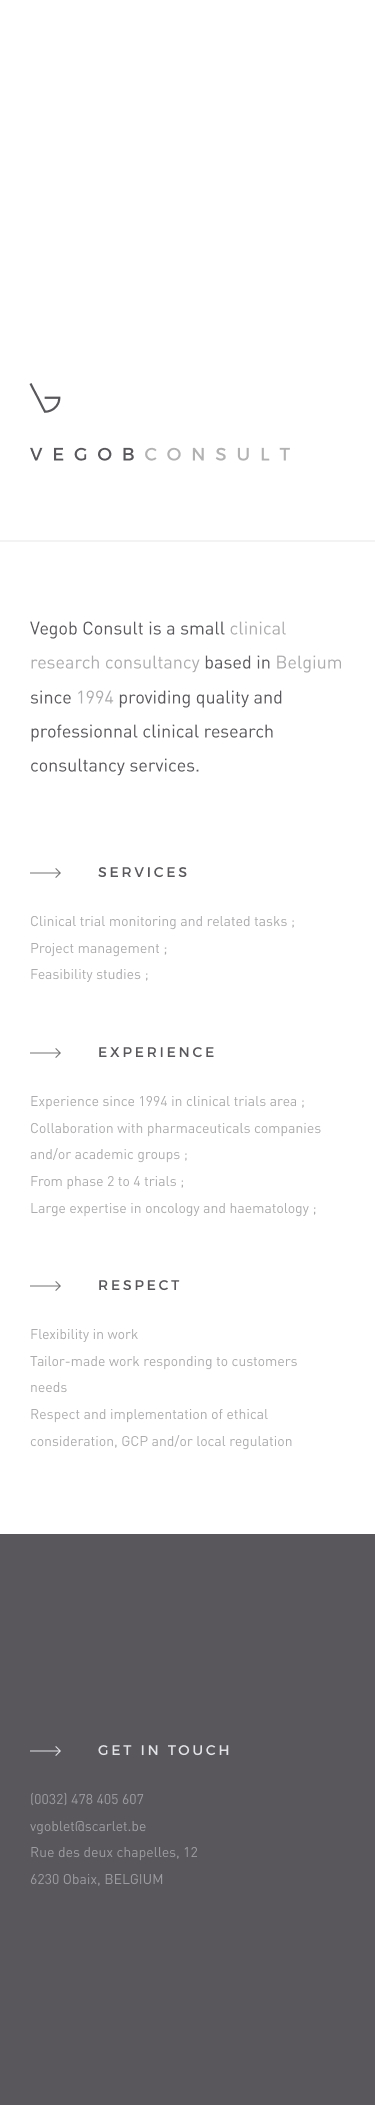 VEGOBCONSULT
Vegob Consult is a small clinical
research consultancy based in Belgium
since 1994 providing quality and
professionnal clinical research
consultancy services.
SERVICES
Clinical trial monitoring and related tasks ;
Project management ;
Feasibility studies ;
EXPERIENCE
Experience since 1994 in clinical trials area ;
Collaboration with pharmaceuticals companies
and/or academic groups ;
From phase 2 to 4 trials ;
Large expertise in oncology and haematology ;
RESPECT
Flexibility in work
Tailor-made work responding to customers
needs
Respect and implementation of ethical
consideration, GCP and/or local regulation
GET IN TOUCH
(0032) 478 405 607
vgoblet@scarlet.be
Rue des deux chapelles, 12
6230 Obaix, BELGIUM